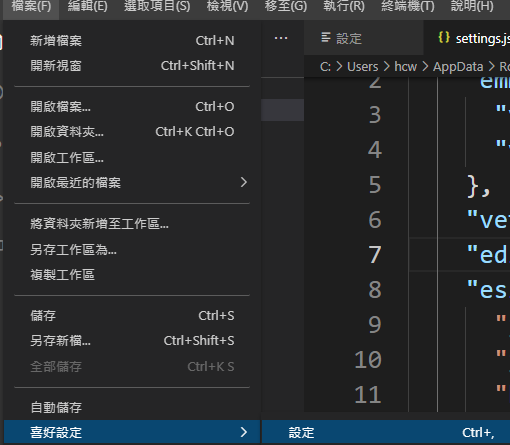 檔案(F) 編輯(E) 選取項目(S) 檢視(V) 移至(G) 執行(R) 終端機(T) 說明(H)
新增檔案 Ctrl+N
開新視窗 Ctrl+Shift+N
開啟檔案... Ctrl+O
開啟資料夾... Ctrl+K Ctrl+O
開啟工作區...
開啟最近的檔案
將資料夾新增至工作區...
另存工作區為...
複製工作區
儲存 Ctrl+S
另存新檔... Ctrl+Shift+S
全部儲存 Ctrl+K S
自動儲存
喜好設定
設定 Ctrl+,
··· 設定 {} settings.js
C: > Users > hcw > AppData > Ro
2 "emm
3 "
4 "
5 },
6 "ve
7 "ed
8 "es
9 "
10 "
11 "